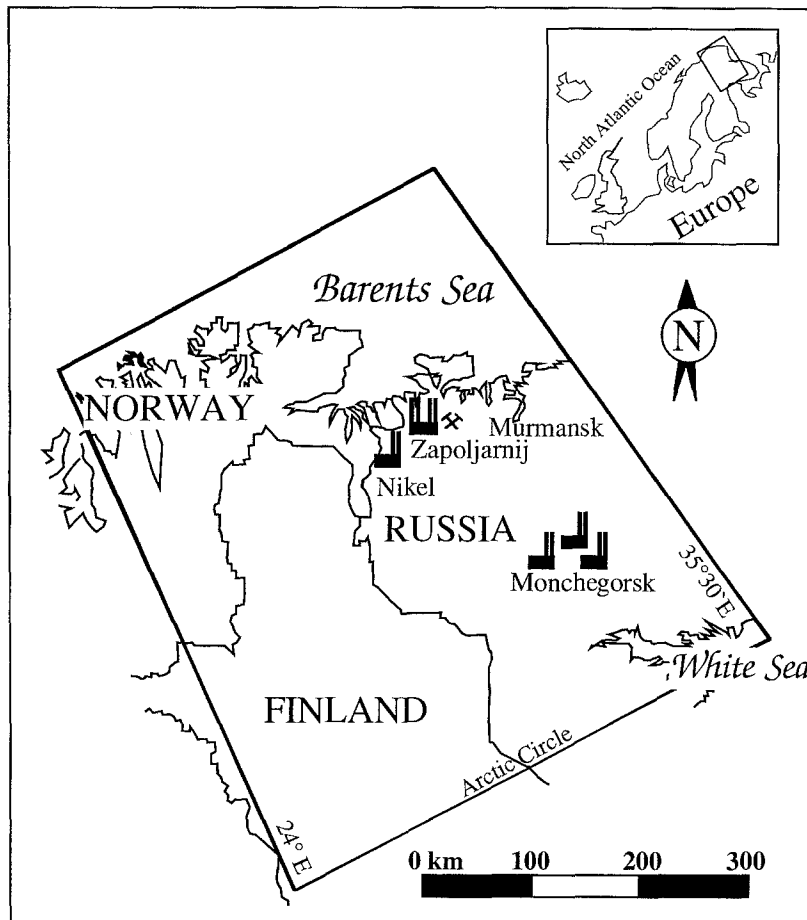 North Atlantic Ocean
Europe
Barents Sea
N
NORWAY
Murmansk
Zapoljarnij
Nikel
RUSSIA
Monchegorsk
35°30`E
White Sea
FINLAND
Arctic Circle
24° E
0 km 100 200 300